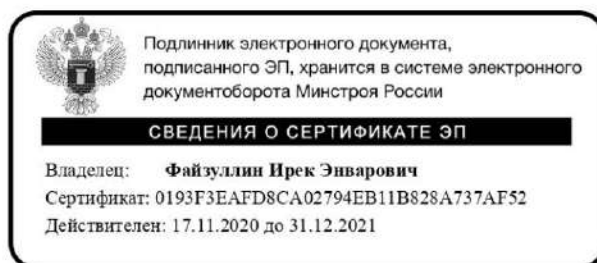 Подлинник электронного документа,
подписанного ЭП, хранится в системе электронного
документоборота Минстроя России
СВЕДЕНИЯ О СЕРТИФИКАТЕ ЭП
Владелец: Файзуллин Ирек Энварович
Сертификат: 0193F3EAFD8CA02794EB11B828A737AF52
Действителен: 17.11.2020 до 31.12.2021